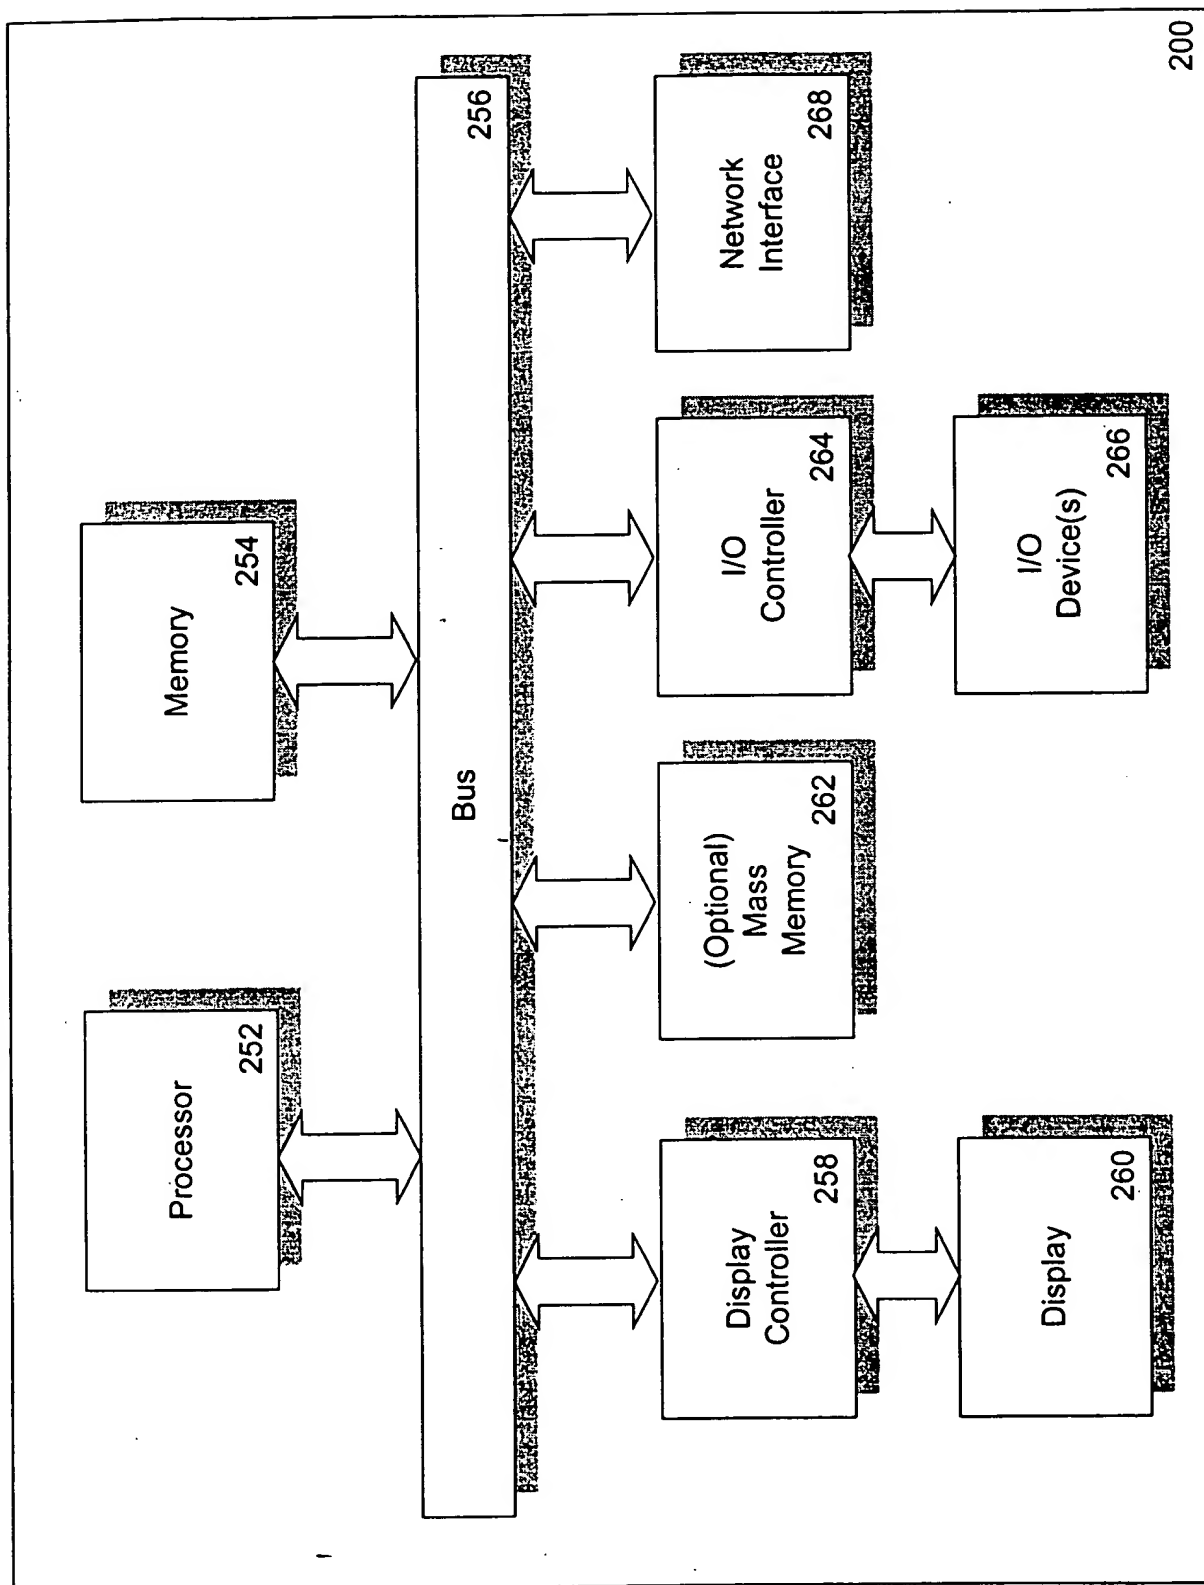 Processor
252
Memory
254
Bus
256
Display
Controller
258
(Optional)
Mass
Memory
262
I/O
Controller
264
Network
Interface
268
Display
260
I/O
Device(s)
266
200